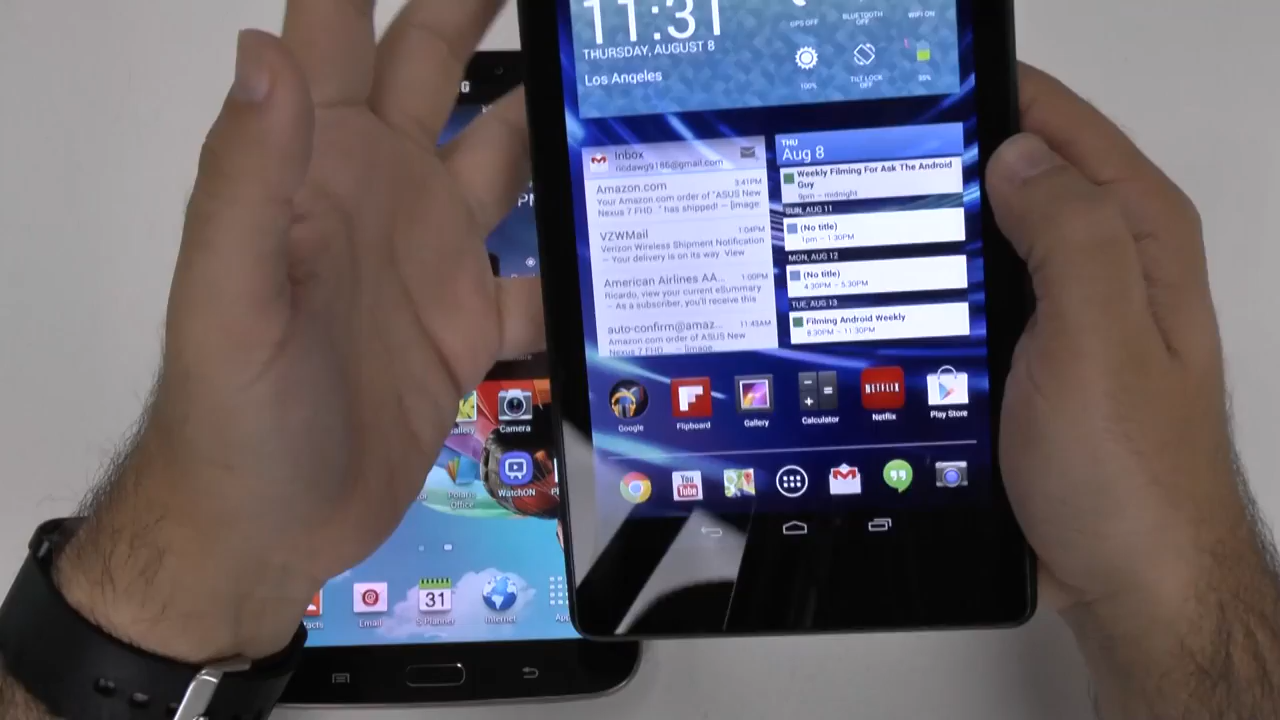 11:31
THURSDAY, AUGUST 8
Los Angeles
GPS OFF
BLUETOOTH OFF
WIFI ON
100%
TILT LOCK OFF
G
PM
Inbox
ricdawg9186@gmail.com
Amazon.com 3:41PM
Your Amazon.com order of "ASUS New
Nexus 7 FHD..." has shipped! — [image:
VZWMail 1:04PM
Verizon Wireless Shipment Notification
— Your delivery is on its way. View
American Airlines AA... 1:00PM
Ricardo, view your current eSummary
— As a subscriber, you'll receive this
auto-confirm@amaz... 11:43AM
Amazon.com order of ASUS New
Nexus 7 FHD... — [image.
THU
Aug 8
Weekly Filming For Ask The Android
Guy
9pm – midnight
SUN, AUG 11
(No title)
1pm – 1:30PM
MON, AUG 12
(No title)
4:30PM – 5:30PM
TUE, AUG 13
Filming Android Weekly
8:30PM – 11:30PM
Google
Flipboard
Gallery
Calculator
NETFLIX
Netflix
Play Store
You
Tube
Gallery
Camera
Polaris
Office
WatchON
31
Email
S Planner
Internet